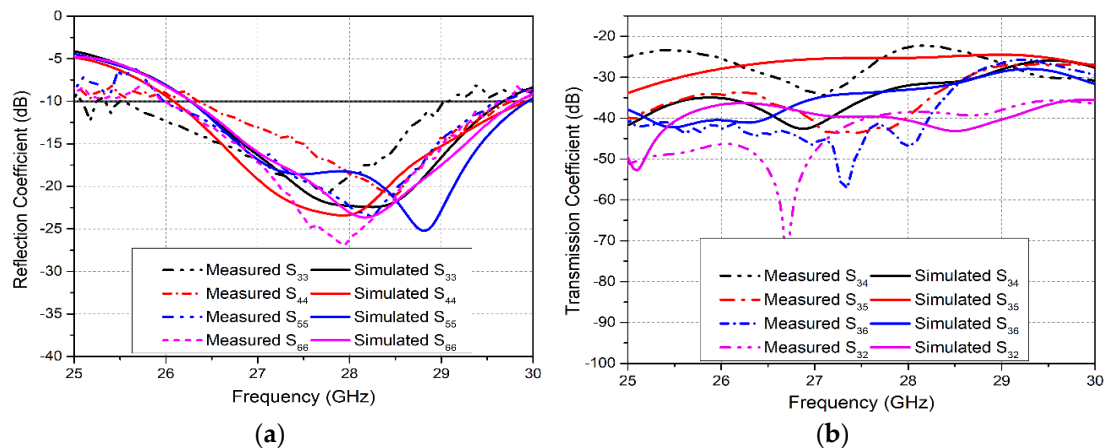 0
-5
-10
-15
-20
-25
-30
-35
-40
Reflection Coefficient (dB)
Measured S33 Simulated S33
Measured S44 Simulated S44
Measured S55 Simulated S55
Measured S66 Simulated S66
25 26 27 28 29 30
Frequency (GHz)
(a)
-20
-30
-40
-50
-60
-70
-80
-90
-100
Transmission Coefficient (dB)
Measured S34 Simulated S34
Measured S35 Simulated S35
Measured S36 Simulated S36
Measured S32 Simulated S32
25 26 27 28 29 30
Frequency (GHz)
(b)